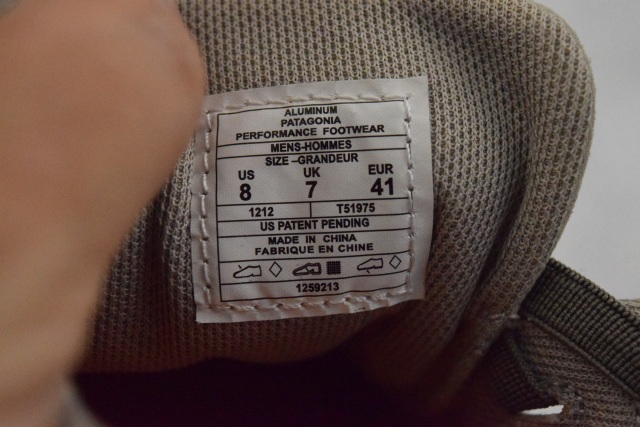 ALUMINUM
PATAGONIA
PERFORMANCE FOOTWEAR
MENS-HOMMES
SIZE -GRANDEUR
US UK EUR
8 7 41
1212 T51975
US PATENT PENDING
MADE IN CHINA
FABRIQUE EN CHINE
1259213